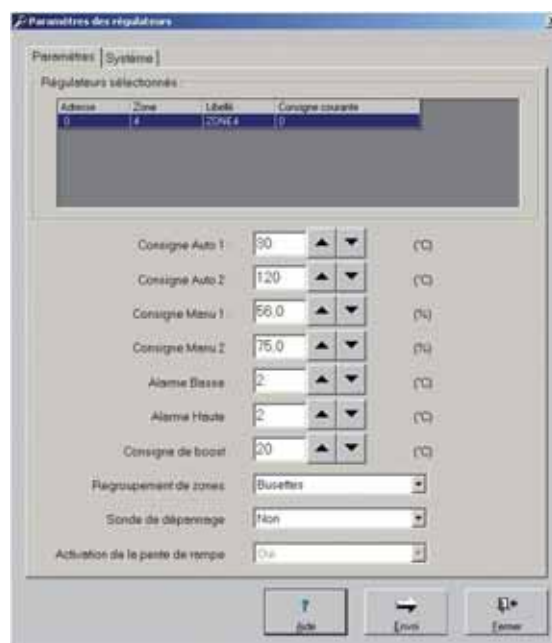 Paramètres des régulateurs
Paramètres Système
Régulateurs sélectionnés :
Adresse Zone Libellé Consigne courante
0 4 ZONE4 0
Consigne Auto 1 (°C)
Consigne Auto 2 120 (°C)
Consigne Manu 1 56.0 (%)
Consigne Manu 2 75.0 (%)
Alarme Basse 2 (°C)
Alarme Haute 2 (°C)
Consigne de boost 20 (°C)
Regroupement de zones Busettes
Sonde de dépannage Non
Activation de la pente de rampe Oui
? Aide Envoi Fermer